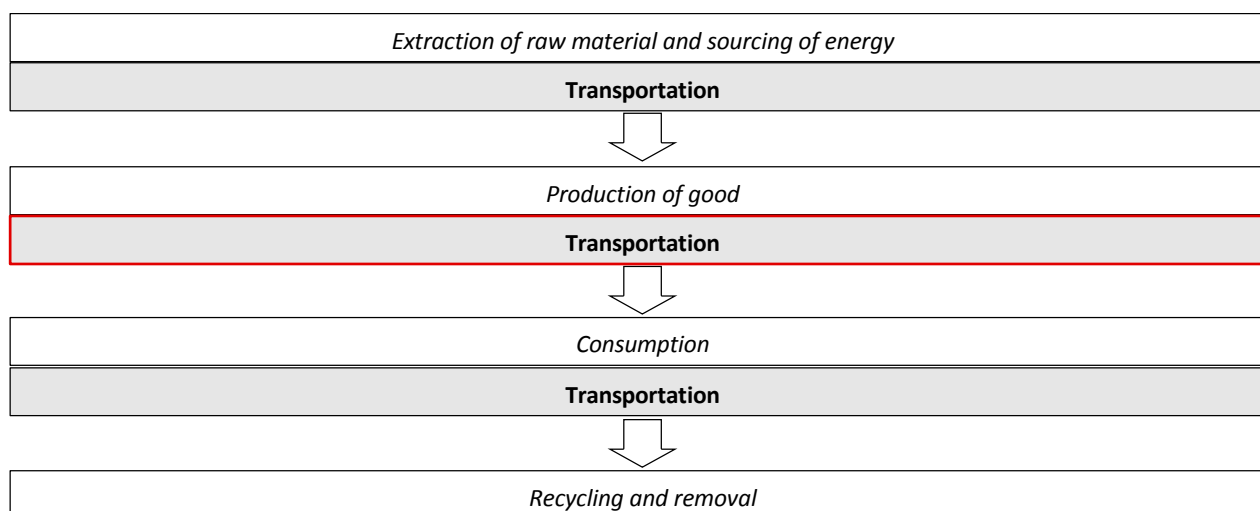 Extraction of raw material and sourcing of energy
Transportation
Production of good
Transportation
Consumption
Transportation
Recycling and removal